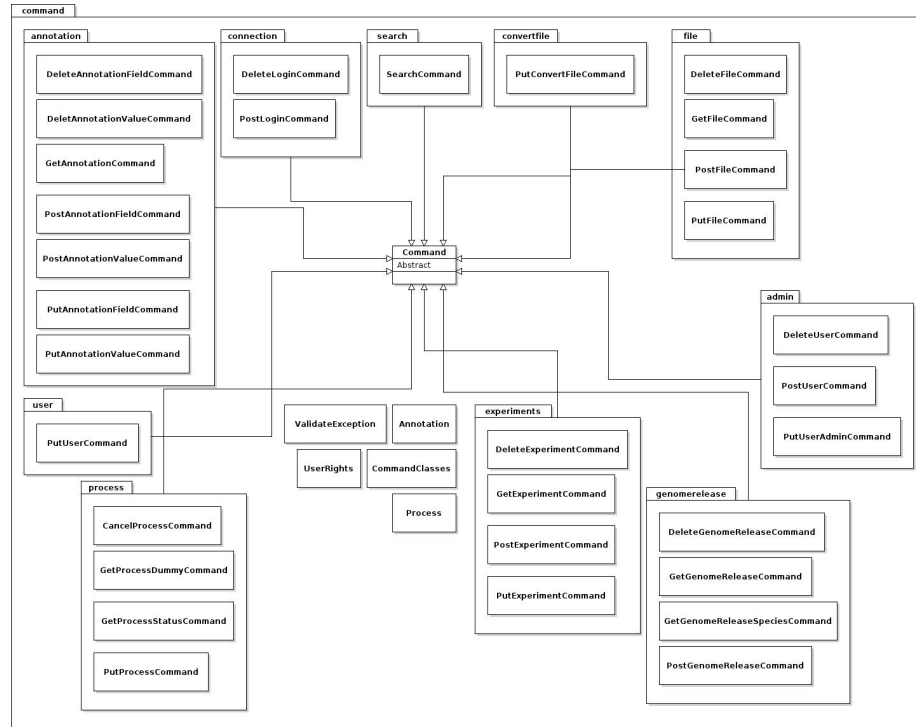 command
annotation
DeleteAnnotationFieldCommand
DeletAnnotationValueCommand
GetAnnotationCommand
PostAnnotationFieldCommand
PostAnnotationValueCommand
PutAnnotationFieldCommand
PutAnnotationValueCommand
connection
DeleteLoginCommand
PostLoginCommand
search
SearchCommand
convertfile
PutConvertFileCommand
file
DeleteFileCommand
GetFileCommand
PostFileCommand
PutFileCommand
Command
Abstract
admin
DeleteUserCommand
PostUserCommand
PutUserAdminCommand
user
PutUserCommand
process
CancelProcessCommand
GetProcessDummyCommand
GetProcessStatusCommand
PutProcessCommand
ValidateException
Annotation
UserRights
CommandClasses
Process
experiments
DeleteExperimentCommand
GetExperimentCommand
PostExperimentCommand
PutExperimentCommand
genomerelease
DeleteGenomeReleaseCommand
GetGenomeReleaseCommand
GetGenomeReleaseSpeciesCommand
PostGenomeReleaseCommand